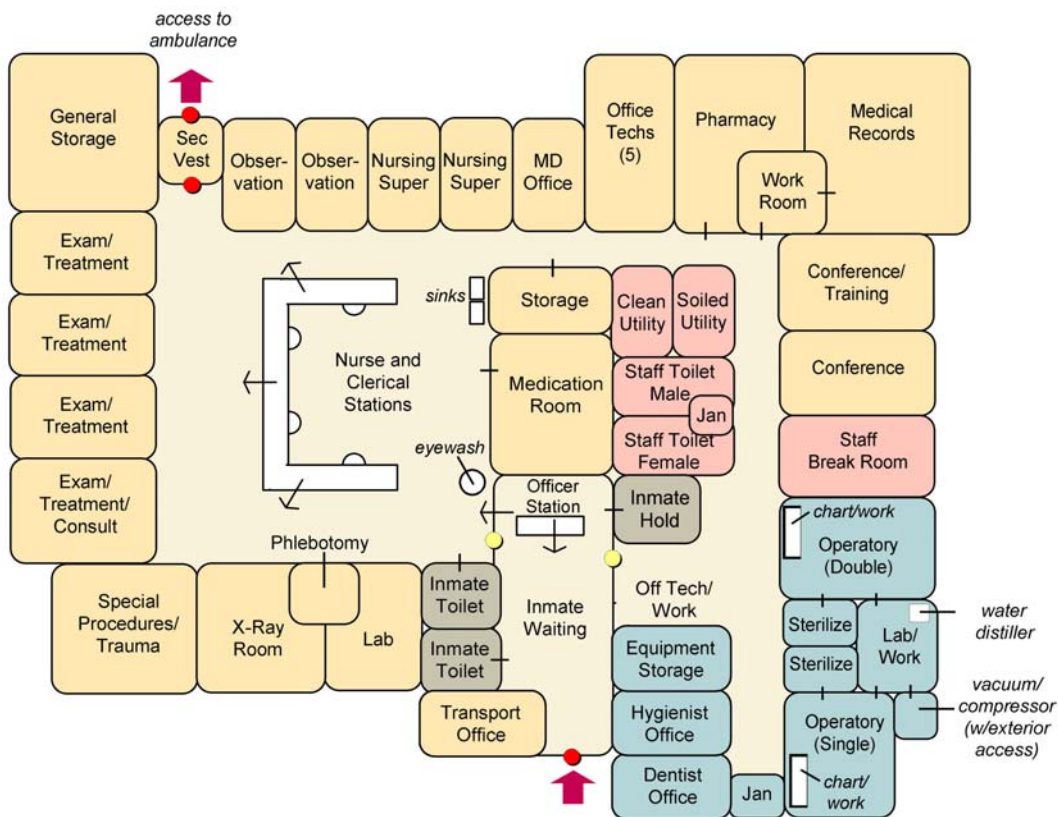 access to
ambulance
General
Storage
Sec
Vest
Obser-
vation
Obser-
vation
Nursing
Super
Nursing
Super
MD
Office
Office
Techs
(5)
Pharmacy
Medical
Records
Work
Room
Exam/
Treatment
Exam/
Treatment
Exam/
Treatment
Exam/
Treatment/
Consult
sinks
Nurse and
Clerical
Stations
eyewash
Storage
Clean
Utility
Soiled
Utility
Medication
Room
Staff Toilet
Male
Jan
Staff Toilet
Female
Conference/
Training
Conference
Staff
Break Room
Officer
Station
Inmate
Hold
chart/work
Operatory
(Double)
Phlebotomy
Special
Procedures/
Trauma
X-Ray
Room
Lab
Inmate
Toilet
Inmate
Toilet
Inmate
Waiting
Off Tech/
Work
Sterilize
Sterilize
Lab/
Work
water
distiller
Equipment
Storage
Transport
Office
Hygienist
Office
Operatory
(Single)
vacuum/
compressor
(w/exterior
access)
Dentist
Office
Jan
chart/
work